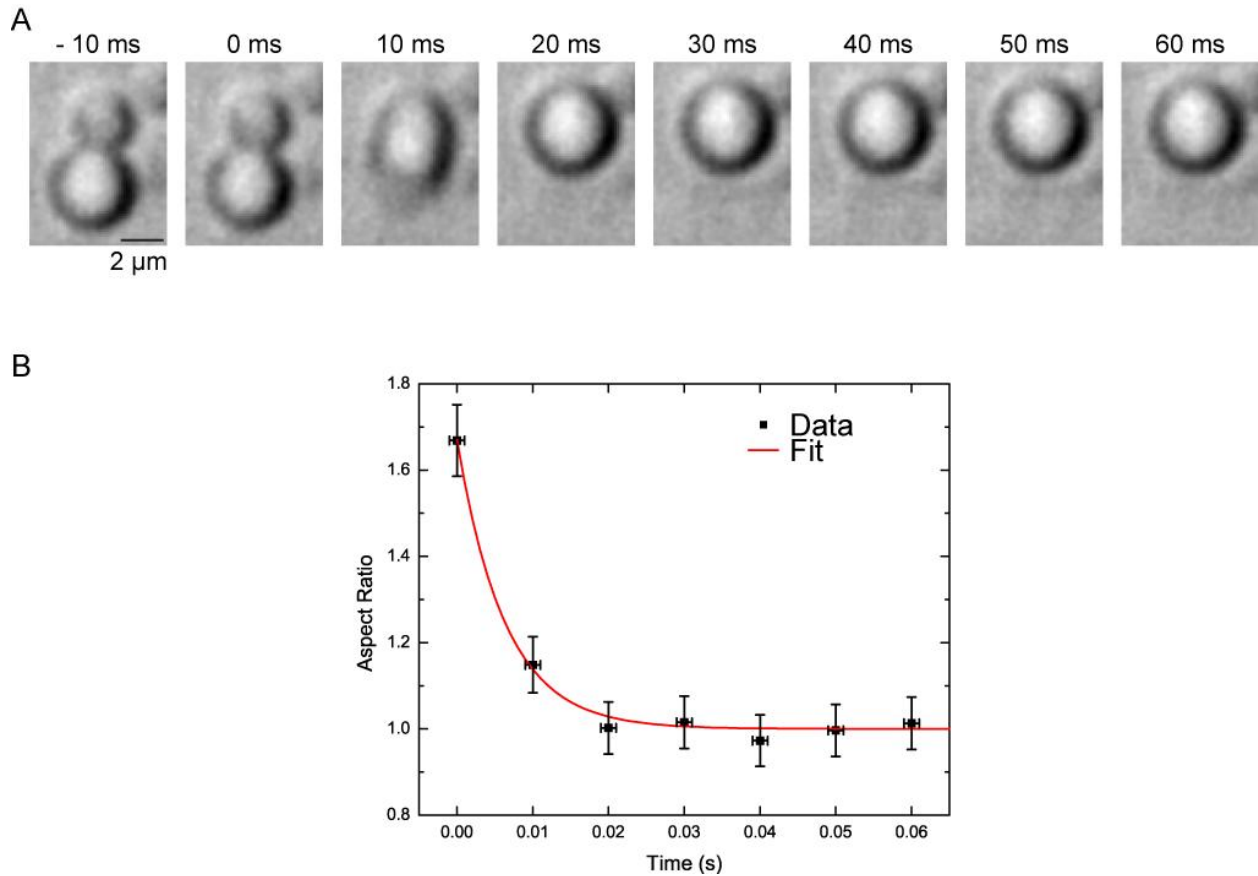 A
- 10 ms 0 ms 10 ms 20 ms 30 ms 40 ms 50 ms 60 ms
2 µm
B
1.8
1.6
1.4
1.2
1.0
0.8
Aspect Ratio
Data
Fit
0.00 0.01 0.02 0.03 0.04 0.05 0.06
Time (s)